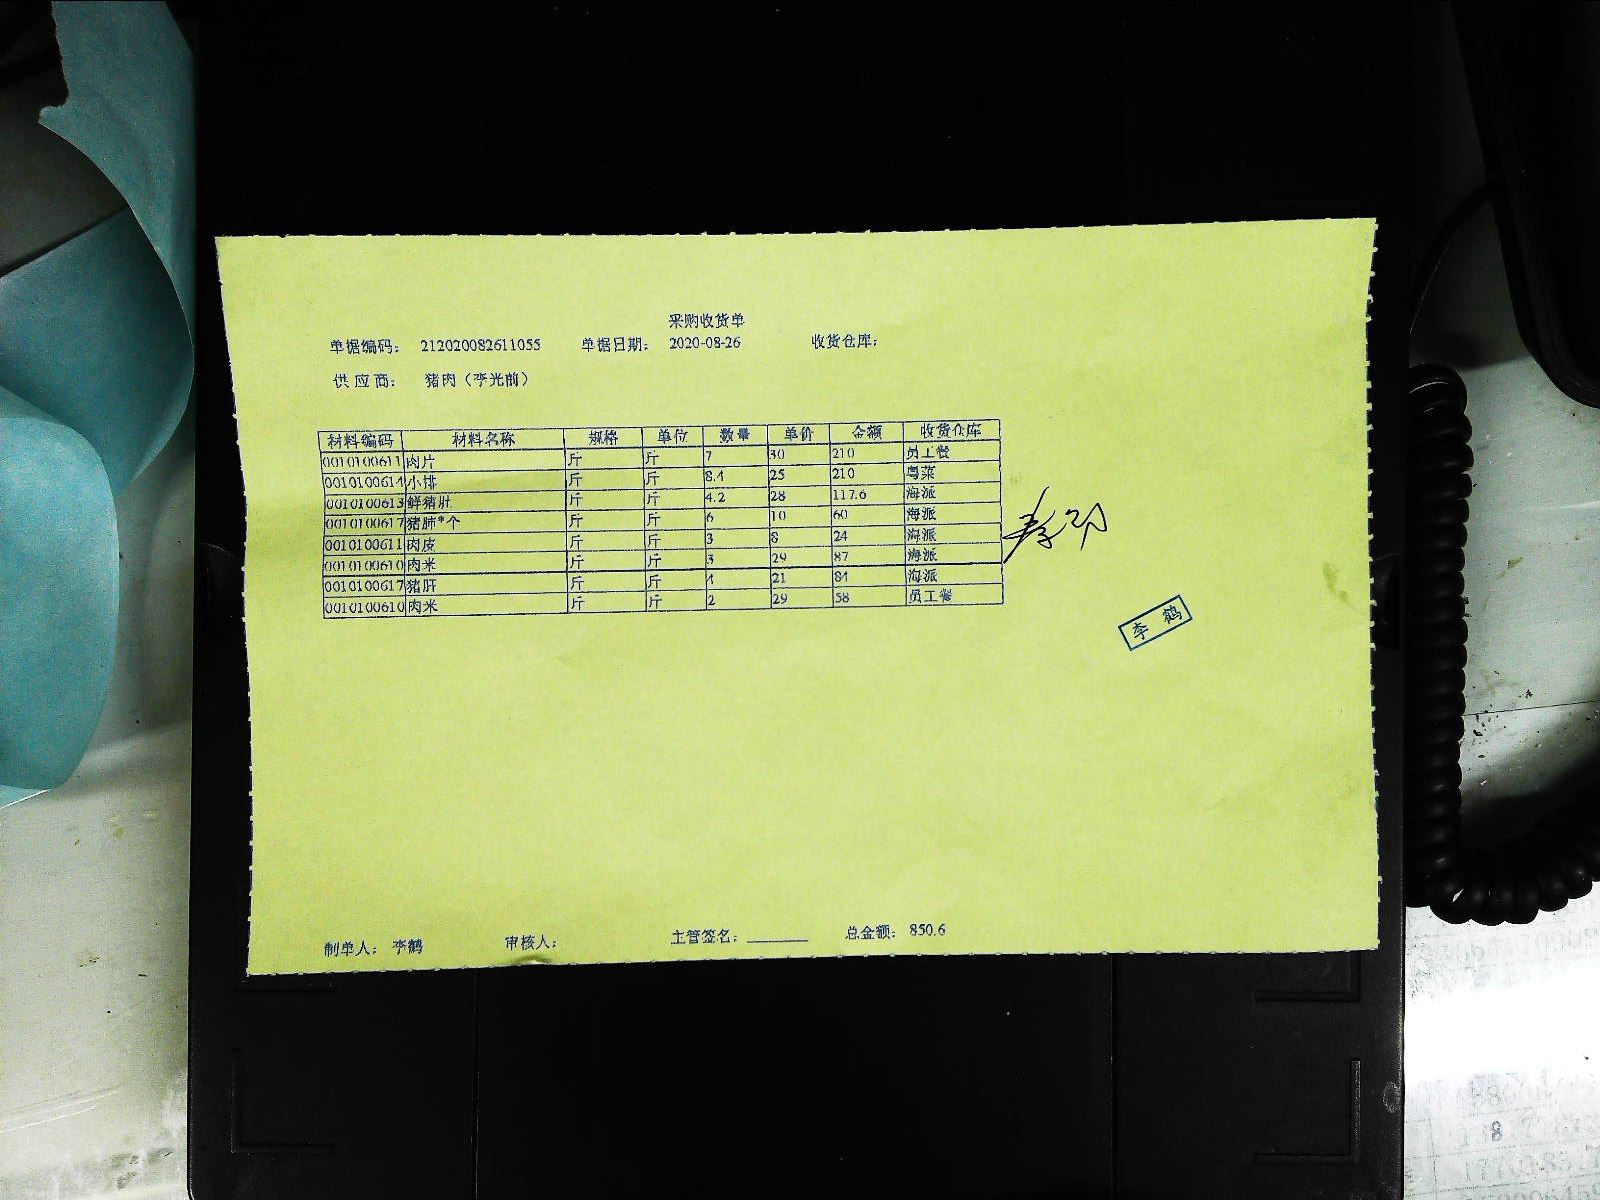 采购收货单
单据编码： 212020082611055 单据日期： 2020-08-26 收货仓库：
供 应 商： 猪肉（李光前）
材料编码 材料名称 规格 单位 数量 单价 金额 收货仓库
0010100611 肉片 斤 斤 7 30 210 员工餐
0010100614 小排 斤 斤 8.4 25 210 粤菜
0010100613 鲜猪肚 斤 斤 4.2 28 117.6 海派
0010100617 猪肺*个 斤 斤 6 10 60 海派
0010100611 肉皮 斤 斤 3 8 24 海派
0010100610 肉米 斤 斤 3 29 87 海派
0010100617 猪肝 斤 斤 4 21 84 海派
0010100610 肉米 斤 斤 2 29 58 员工餐
李 鹤
制单人： 李鹤 审核人： 主管签名： 总金额： 850.6